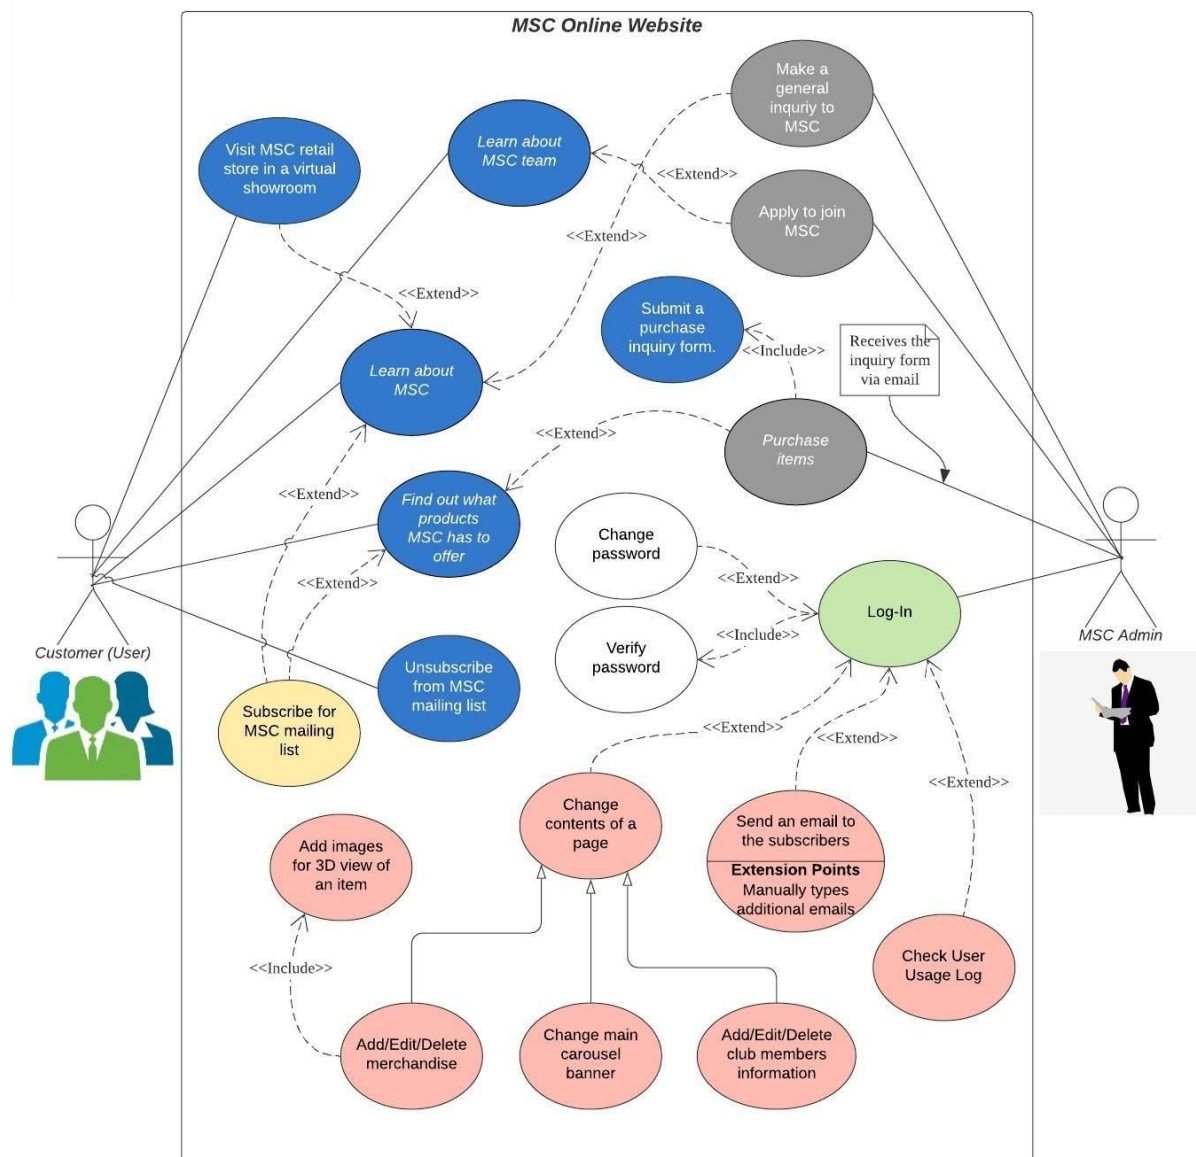 MSC Online Website
Make a
general
inquriy to
MSC
Learn about
MSC team
Visit MSC retail
store in a virtual
showroom
<<Extend>>
Apply to join
MSC
<<Extend>>
<<Extend>>
Submit a
purchase
inquiry form.
Receives the
inquiry form
via email
<<Include>>
Learn about
MSC
<<Extend>>
Purchase
items
<<Extend>>
Find out what
products
MSC has to
offer
Change
password
<<Extend>>
<<Extend>>
Log-In
<<Include>>
Verify
password
Customer (User)
MSC Admin
Unsubscribe
from MSC
mailing list
Subscribe for
MSC mailing
list
<<Extend>>
<<Extend>>
<<Extend>>
Change
contents of a
page
Send an email to
the subscribers
Extension Points
Manually types
additional emails
Add images
for 3D view of
an item
Check User
Usage Log
<<Include>>
Add/Edit/Delete
merchandise
Change main
carousel
banner
Add/Edit/Delete
club members
information